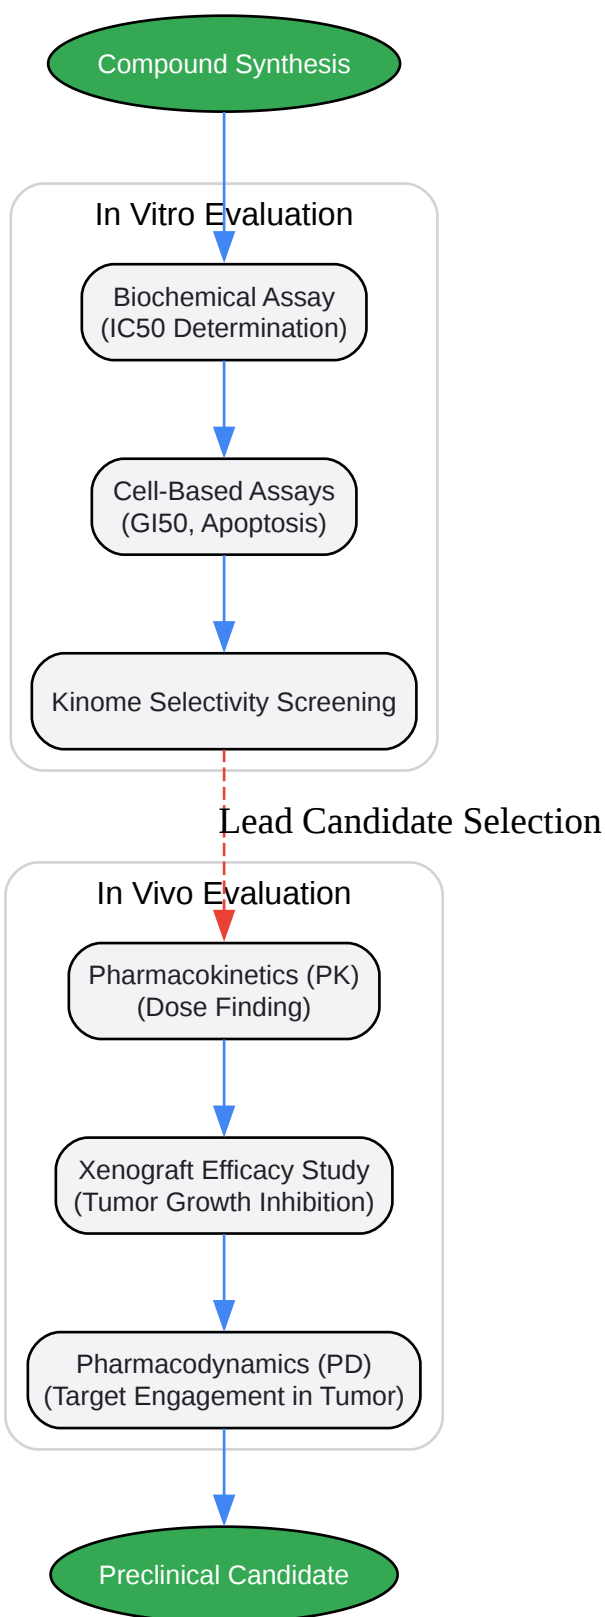 Compound Synthesis
In Vitro Evaluation
Biochemical Assay
(IC50 Determination)
Cell-Based Assays
(GI50, Apoptosis)
Kinome Selectivity Screening
Lead Candidate Selection
In Vivo Evaluation
Pharmacokinetics (PK)
(Dose Finding)
Xenograft Efficacy Study
(Tumor Growth Inhibition)
Pharmacodynamics (PD)
(Target Engagement in Tumor)
Preclinical Candidate